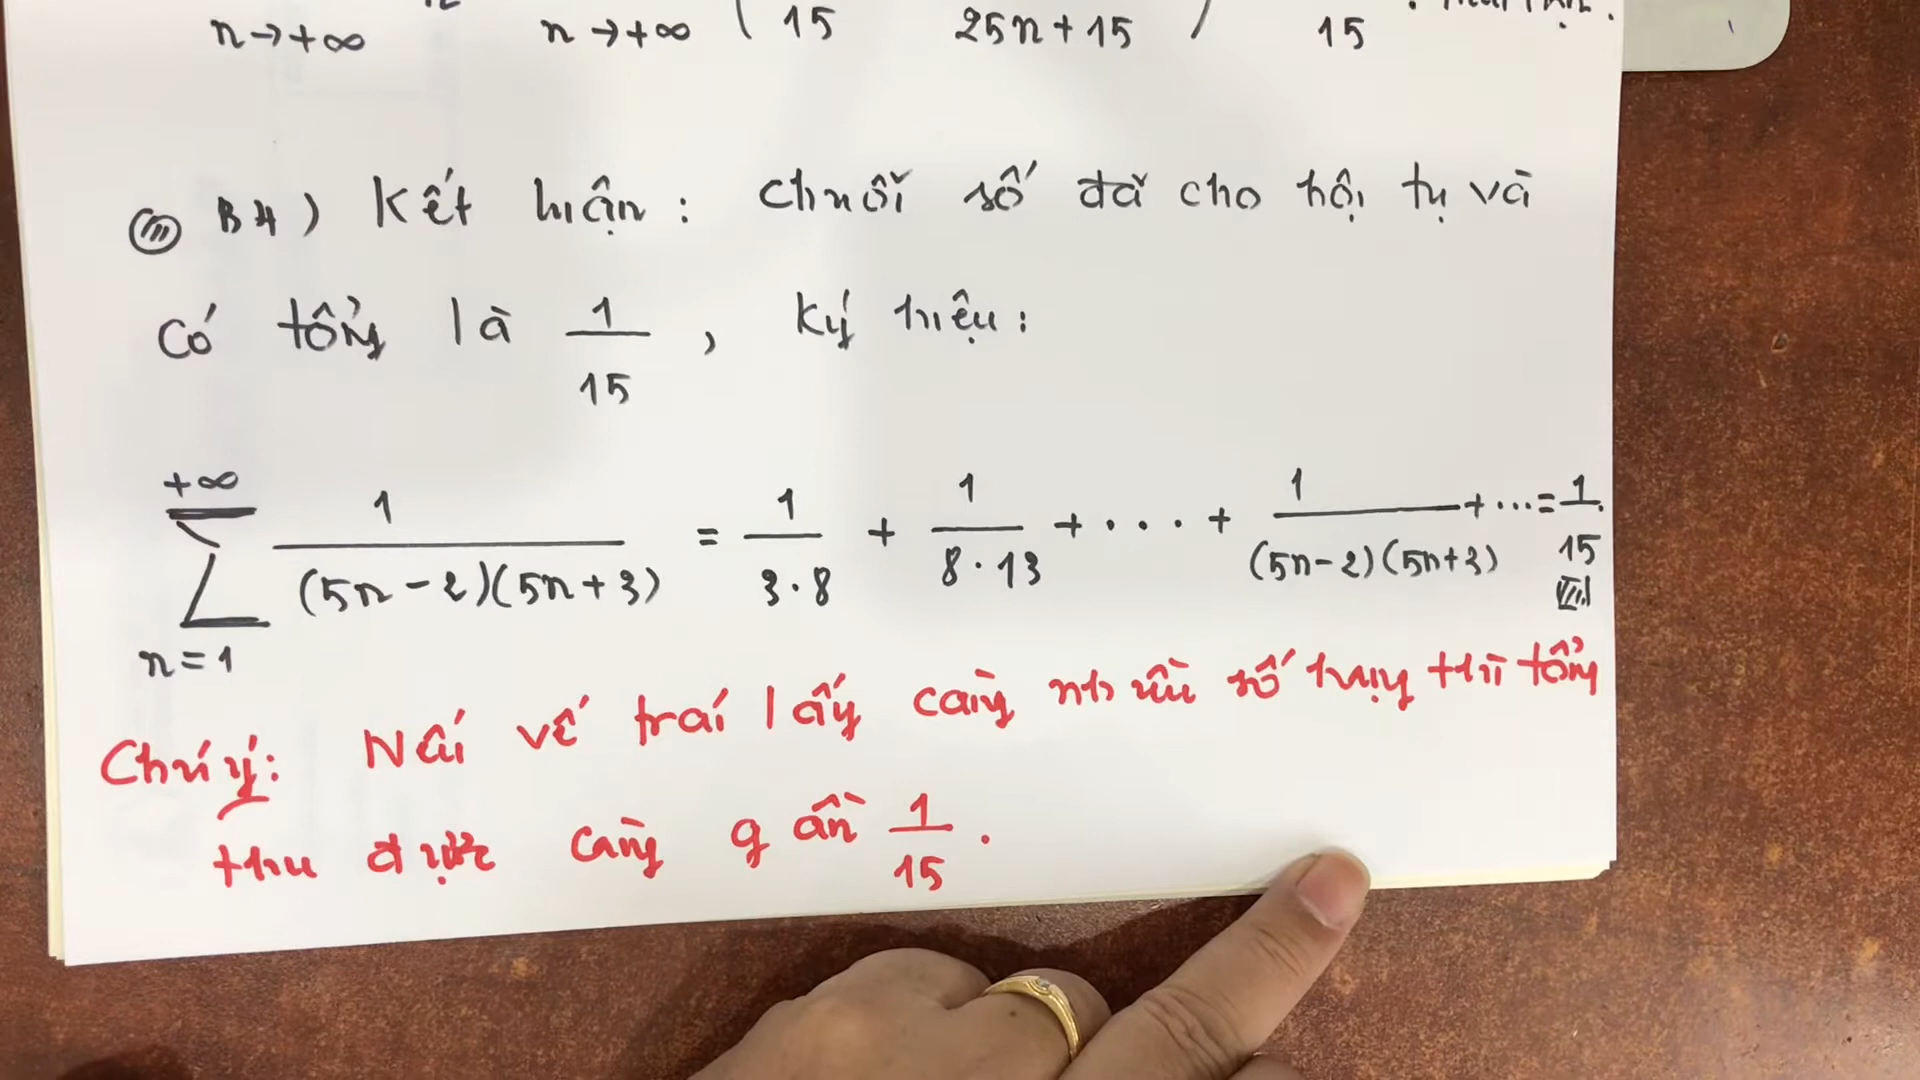 n→+∞ n→+∞ ( 15 25n+15 ) 15
B4) Kết luận: Chuỗi số đã cho hội tụ và
Có tổng là 1/15, Ký hiệu:
+∞ ∑ n=1 1/((5n-2)(5n+3)) = 1/(3·8) + 1/(8·13) + ··· + 1/((5n-2)(5n+3)) + ... = 1/15.
Chú ý: Nếu vế trái lấy càng nhiều số hạng thì tổng
thu được càng gần 1/15.